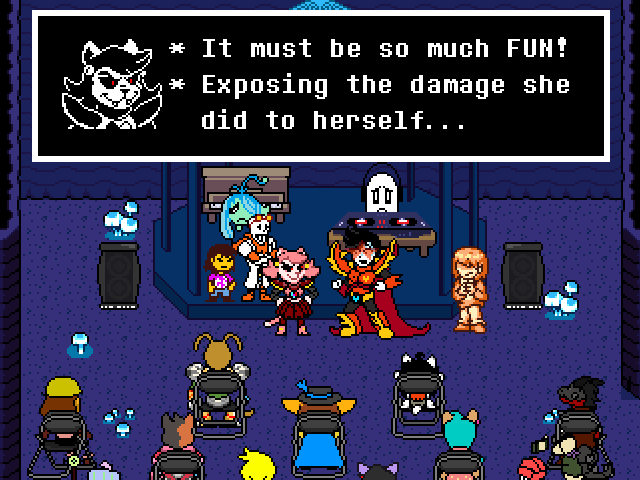 * It must be so much FUN!
* Exposing the damage she
did to herself...